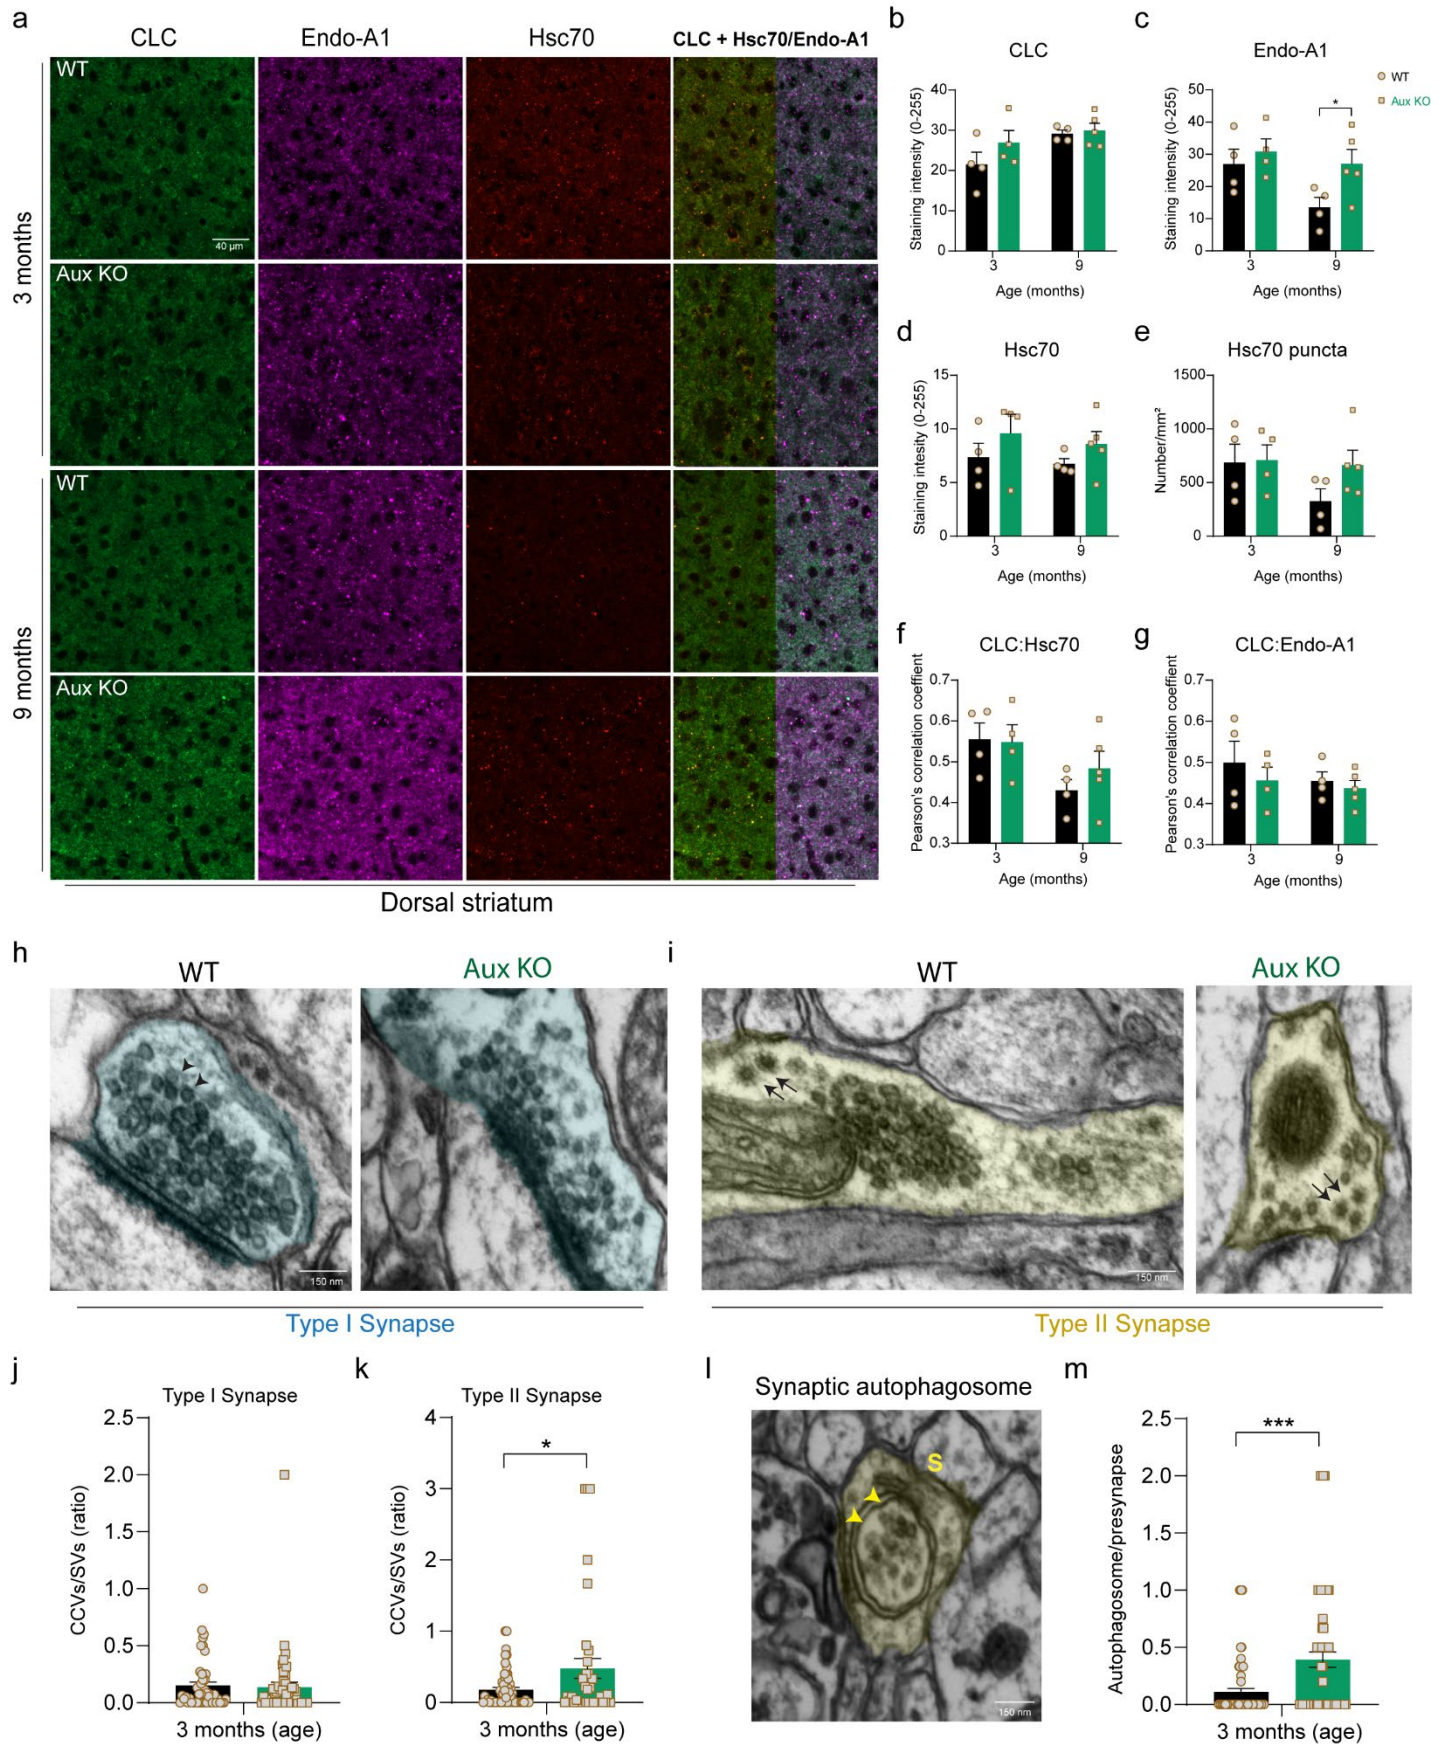 a
CLC
Endo-A1
Hsc70
CLC + Hsc70/Endo-A1
3 months
WT
40 µm
Aux KO
9 months
WT
Aux KO
Dorsal striatum
b
CLC
Staining intensity (0-255)
40
30
20
10
0
3
9
Age (months)
c
Endo-A1
Staining intensity (0-255)
50
40
30
20
10
0
*
3
9
Age (months)
WT
Aux KO
d
Hsc70
Staining intesity (0-255)
15
10
5
0
3
9
Age (months)
e
Hsc70 puncta
Number/mm²
1500
1000
500
0
3
9
Age (months)
f
CLC:Hsc70
Pearson's correlation coeffient
0.7
0.6
0.5
0.4
0.3
3
9
Age (months)
g
CLC:Endo-A1
Pearson's correlation coeffient
0.7
0.6
0.5
0.4
0.3
3
9
Age (months)
h
WT
Aux KO
150 nm
Type I Synapse
i
WT
Aux KO
150 nm
Type II Synapse
j
Type I Synapse
CCVs/SVs (ratio)
2.5
2.0
1.5
1.0
0.5
0.0
3 months (age)
k
Type II Synapse
CCVs/SVs (ratio)
4
3
2
1
0
*
3 months (age)
l
Synaptic autophagosome
S
150 nm
m
Autophagosome/presynapse
2.5
2.0
1.5
1.0
0.5
0.0
***
3 months (age)